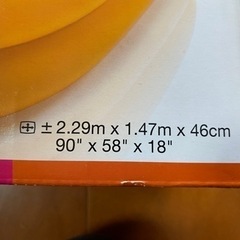 ± 2.29m x 1.47m x 46cm
90" x 58" x 18"